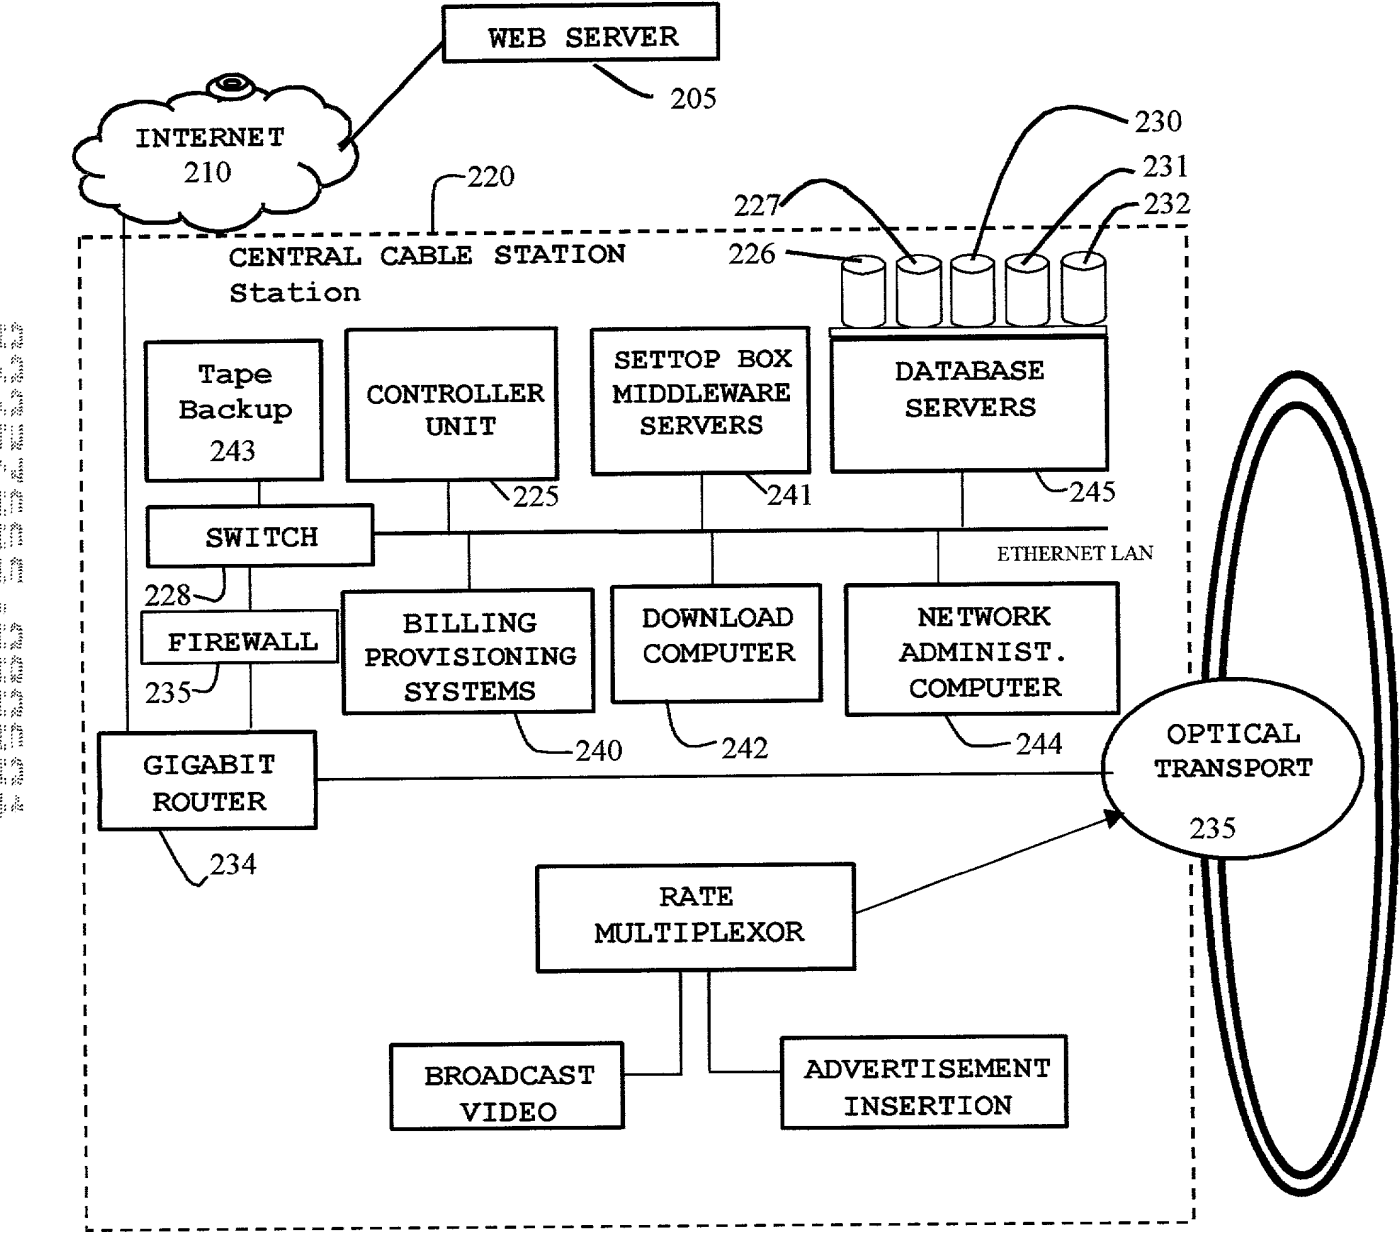 WEB SERVER
205
INTERNET
210
220
230
231
227
232
226
CENTRAL CABLE STATION
Station
Tape
Backup
243
CONTROLLER
UNIT
225
SETTOP BOX
MIDDLEWARE
SERVERS
241
DATABASE
SERVERS
245
SWITCH
228
ETHERNET LAN
FIREWALL
235
BILLING
PROVISIONING
SYSTEMS
240
DOWNLOAD
COMPUTER
242
NETWORK
ADMINIST.
COMPUTER
244
GIGABIT
ROUTER
234
OPTICAL
TRANSPORT
235
RATE
MULTIPLEXOR
BROADCAST
VIDEO
ADVERTISEMENT
INSERTION